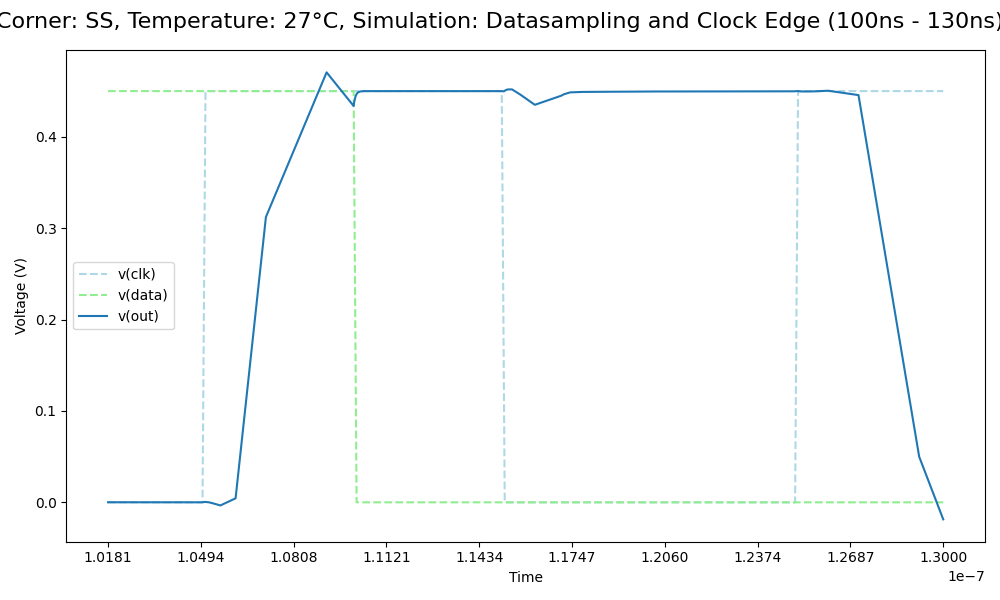 Corner: SS, Temperature: 27°C, Simulation: Datasampling and Clock Edge (100ns - 130ns)
Voltage (V)
0.4
0.3
0.2
0.1
0.0
v(clk)
v(data)
v(out)
1.0181 1.0494 1.0808 1.1121 1.1434 1.1747 1.2060 1.2374 1.2687 1.3000
Time
1e−7